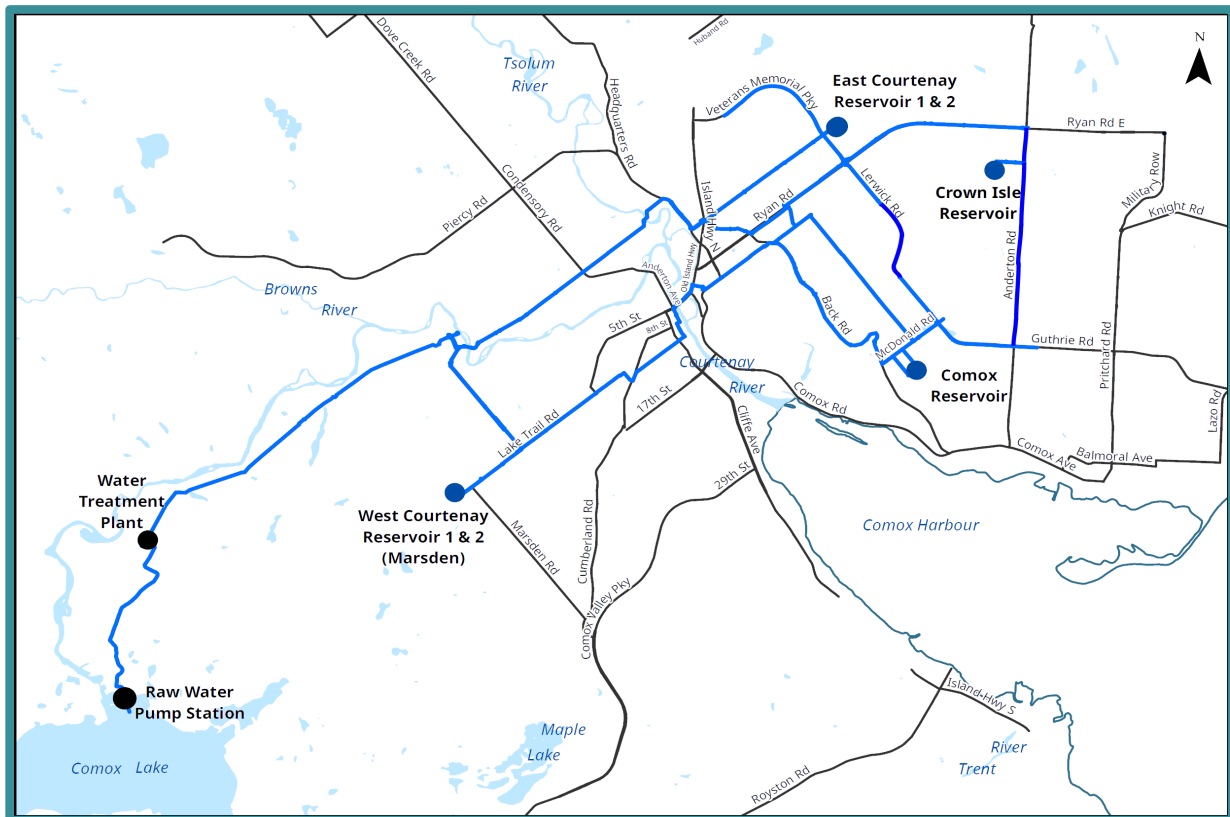 Dove Creek Rd
Huband Rd
N
Tsolum
River
Headquarters Rd
Veterans Memorial Pky
East Courtenay
Reservoir 1 & 2
Ryan Rd E
Condensory Rd
Piercy Rd
Island Hwy N
Ryan Rd
Lerwick Rd
Crown Isle
Reservoir
Military Row
Knight Rd
Anderton Rd
Old Island Hwy
Anderton Ave
Browns
River
5th St
8th St
Back Rd
McDonald Rd
Guthrie Rd
Pritchard Rd
Courtenay
River
Comox
Reservoir
Lazo Rd
17th St
Comox Rd
Lake Trail Rd
Cliffe Ave
Comox Ave
Balmoral Ave
29th St
Water
Treatment
Plant
West Courtenay
Reservoir 1 & 2
(Marsden)
Marsden Rd
Cumberland Rd
Comox Harbour
Comox Valley Pky
Raw Water
Pump Station
Island Hwy S
Maple
Lake
River
Trent
Comox Lake
Royston Rd